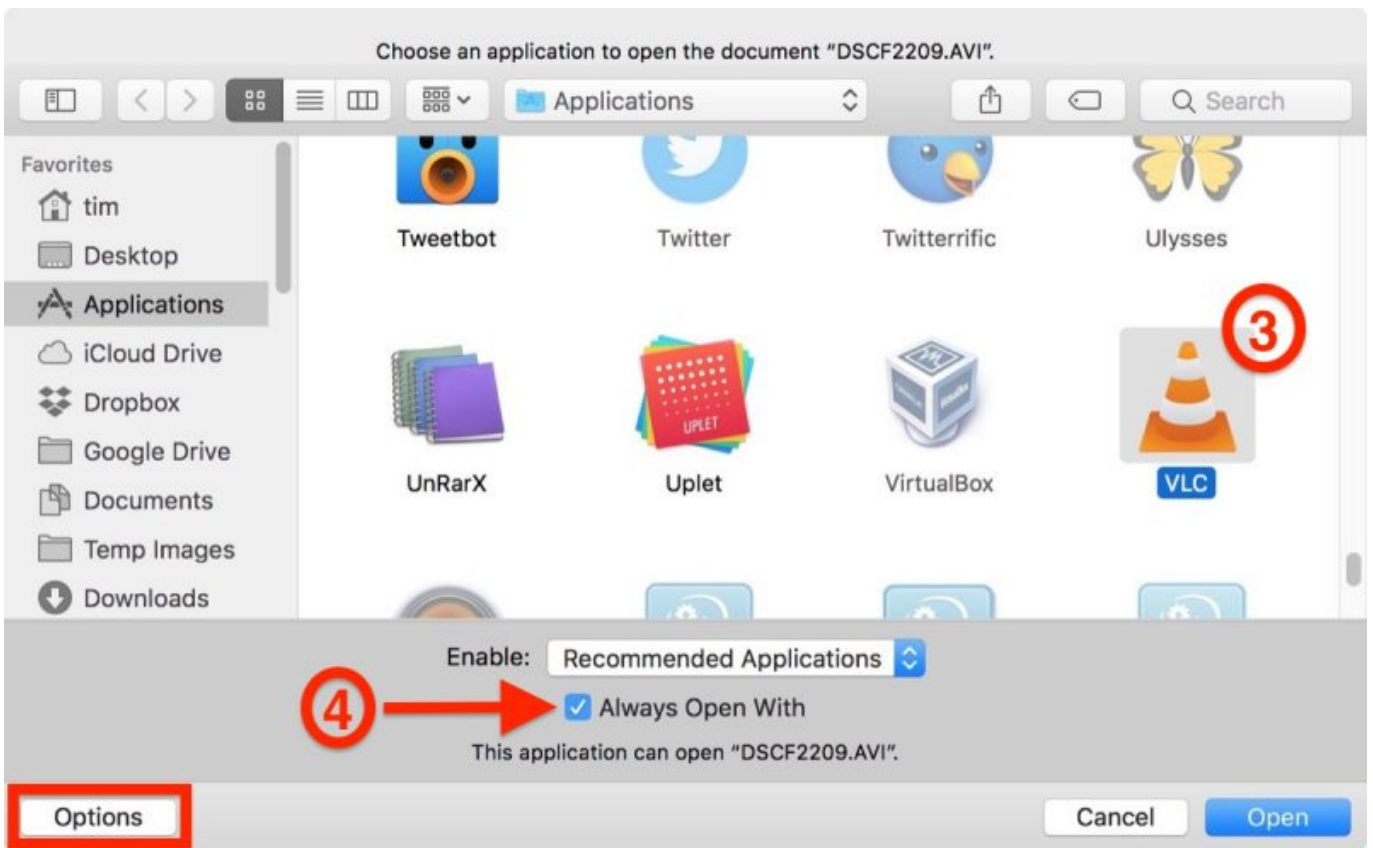 Choose an application to open the document “DSCF2209.AVI”.
Applications
Search
Favorites
tim
Desktop
Applications
iCloud Drive
Dropbox
Google Drive
Documents
Temp Images
Downloads
Tweetbot Twitter Twitterrific Ulysses
3
UPLET
UnRarX Uplet VirtualBox VLC
Enable: Recommended Applications
4 Always Open With
This application can open “DSCF2209.AVI”.
Options Cancel Open